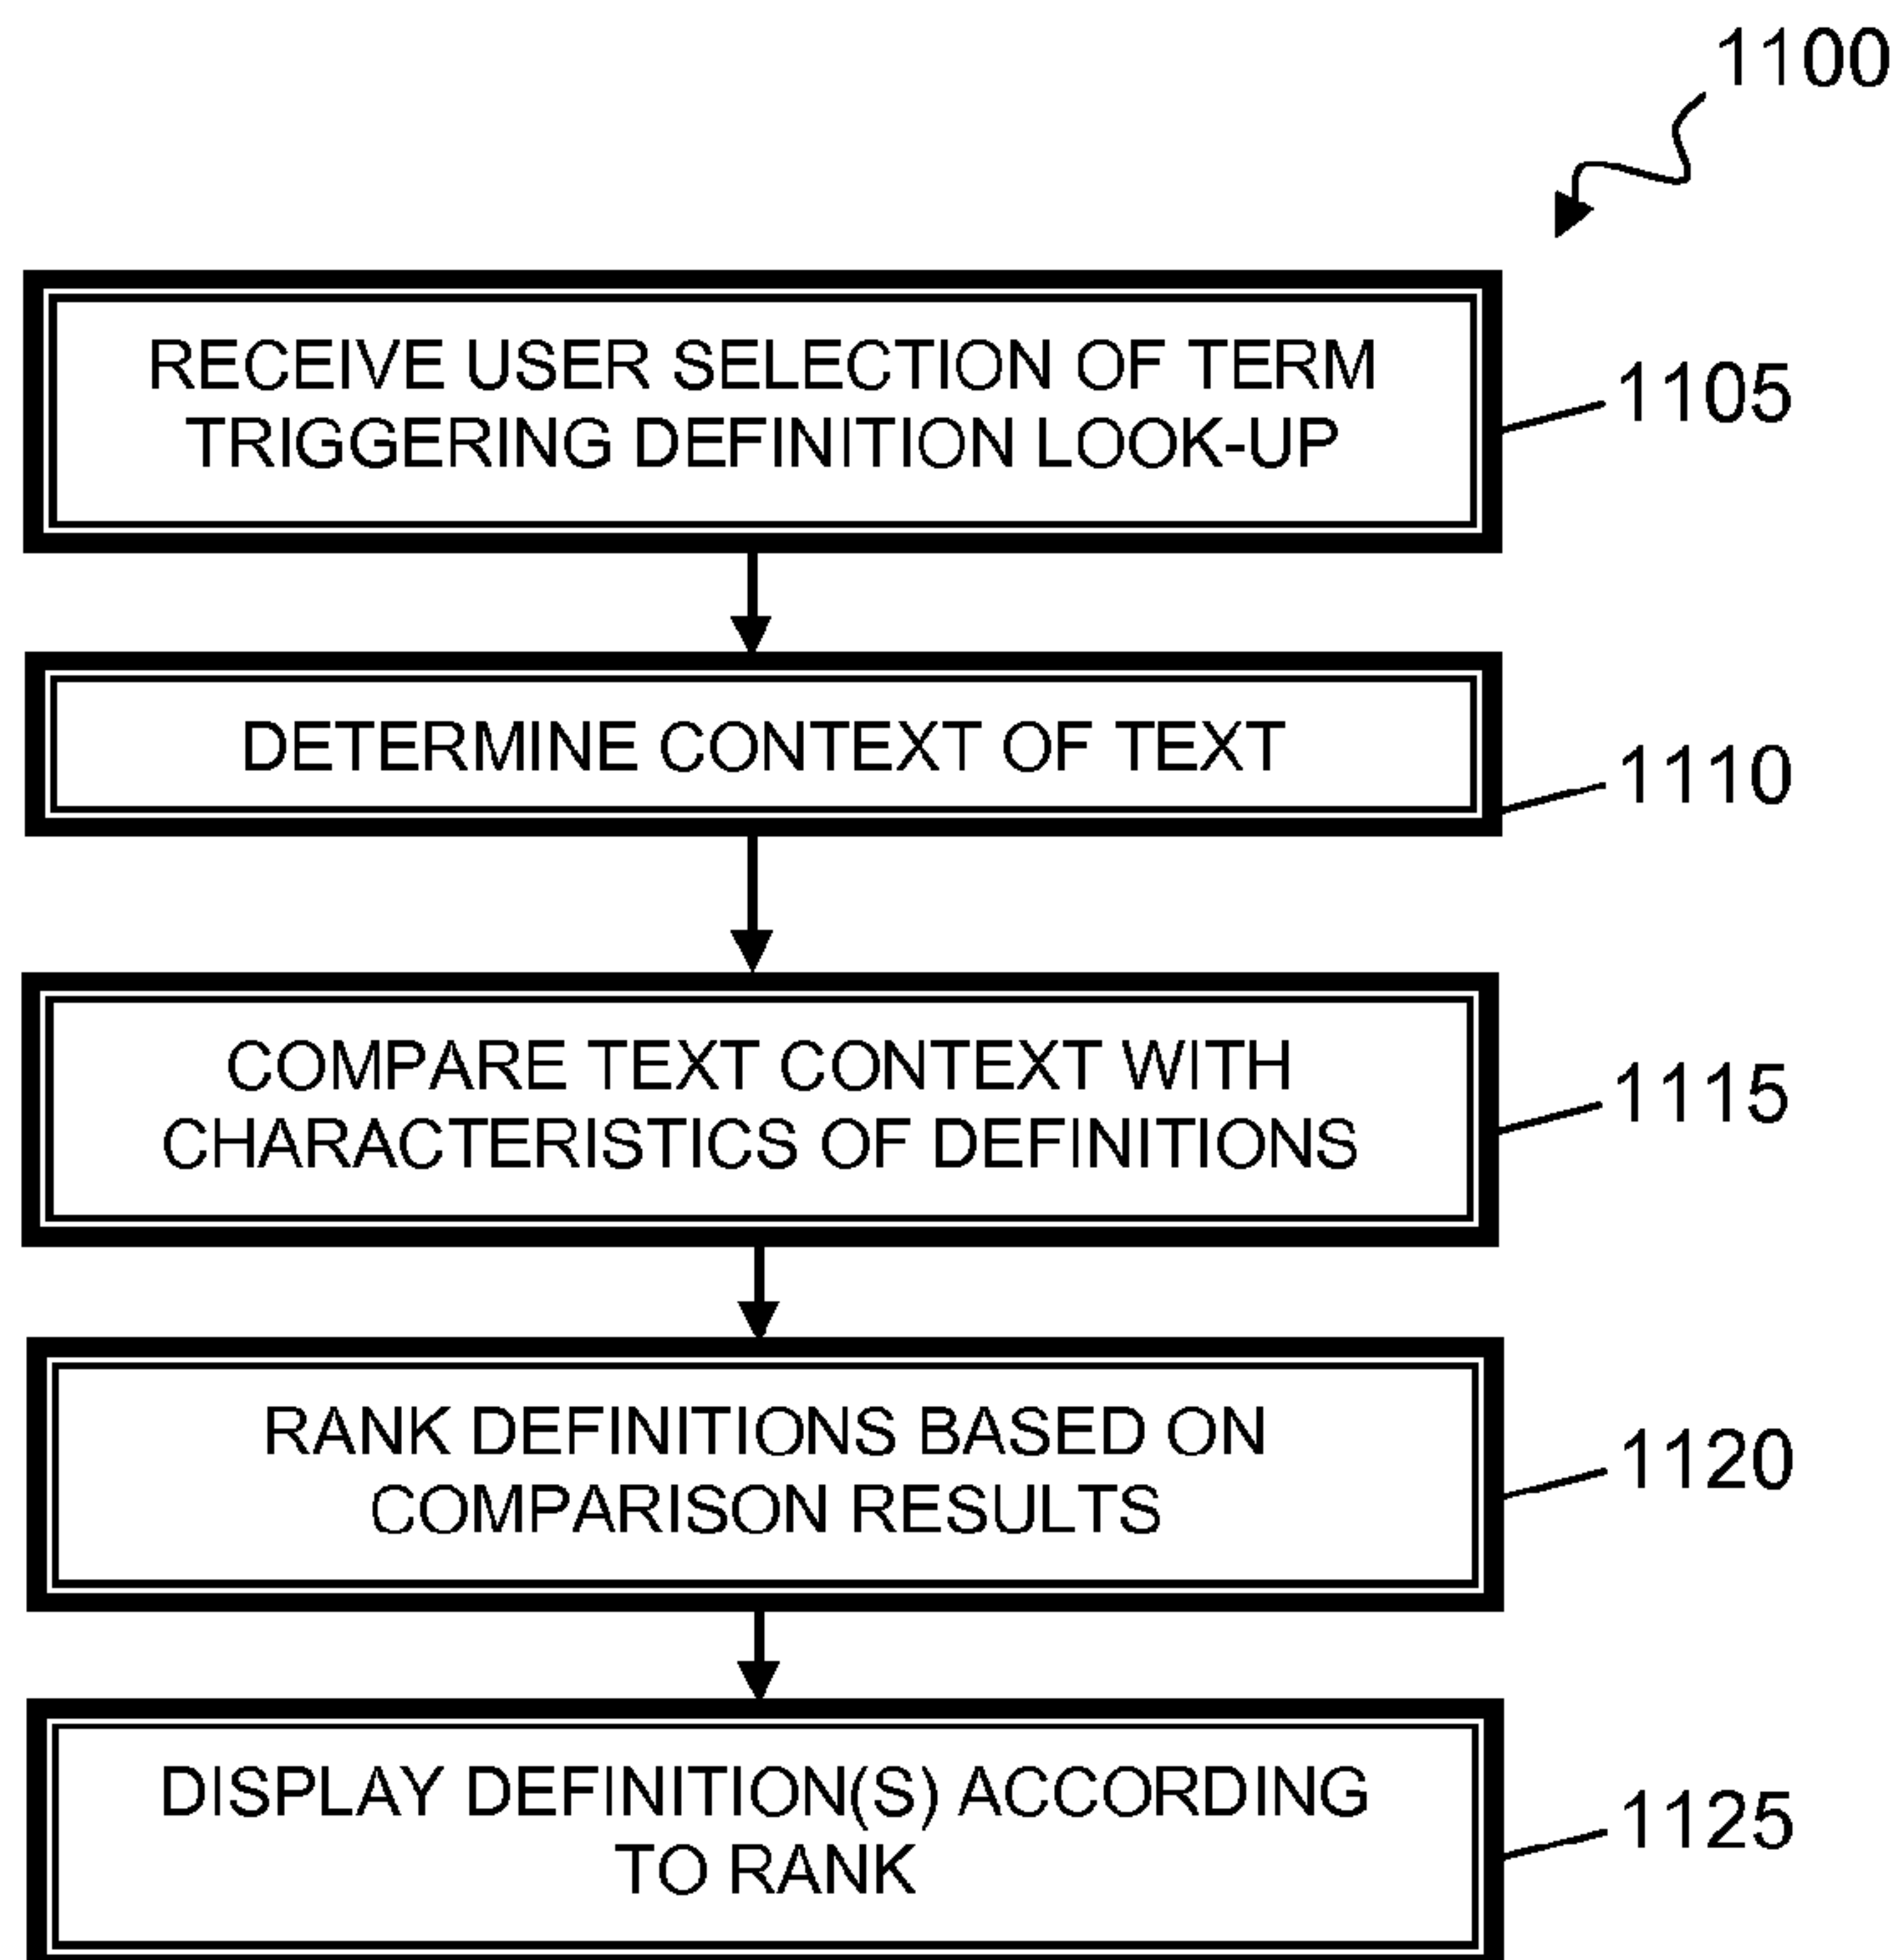 1100
RECEIVE USER SELECTION OF TERM
TRIGGERING DEFINITION LOOK-UP
1105
DETERMINE CONTEXT OF TEXT
1110
COMPARE TEXT CONTEXT WITH
CHARACTERISTICS OF DEFINITIONS
1115
RANK DEFINITIONS BASED ON
COMPARISON RESULTS
1120
DISPLAY DEFINITION(S) ACCORDING
TO RANK
1125